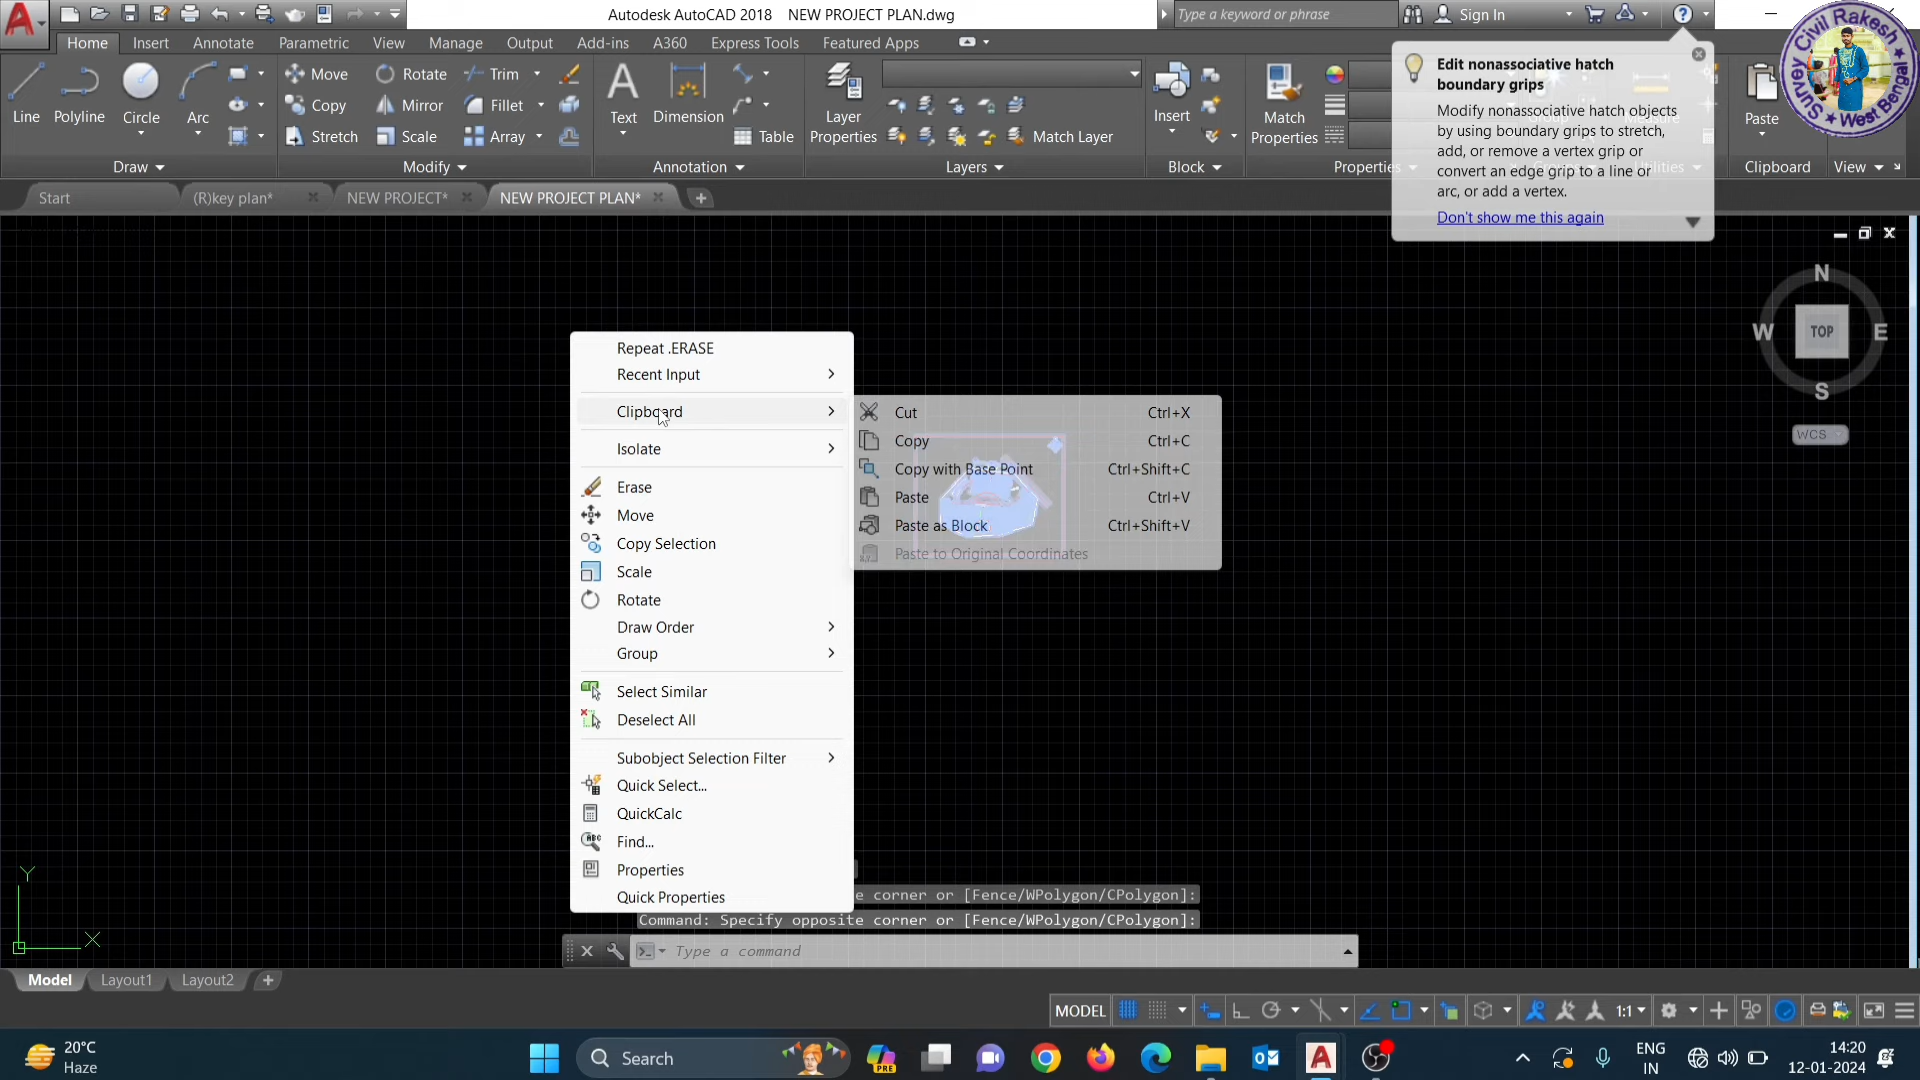 Autodesk AutoCAD 2018 NEW PROJECT PLAN.dwg
Type a keyword or phrase
Sign In
Home Insert Annotate Parametric View Manage Output Add-ins A360 Express Tools Featured Apps
Line
Polyline
Circle
Arc
Move
Copy
Stretch
Rotate
Mirror
Scale
Trim
Fillet
Array
Text
Dimension
Table
Layer
Properties
Match Layer
Insert
Match
Properties
Paste
Draw
Modify
Annotation
Layers
Block
Properties
Clipboard
View
Edit nonassociative hatch
boundary grips
Modify nonassociative hatch objects
by using boundary grips to stretch,
add, or remove a vertex grip or
convert an edge grip to a line or
arc, or add a vertex.
Don't show me this again
Civil Rakesh
Survey ★ West Bengal ★
Start
(R)key plan*
NEW PROJECT*
NEW PROJECT PLAN*
N
W TOP E
S
WCS
Repeat .ERASE
Recent Input
Clipboard
Isolate
Erase
Move
Copy Selection
Scale
Rotate
Draw Order
Group
Select Similar
Deselect All
Subobject Selection Filter
Quick Select...
QuickCalc
Find...
Properties
Quick Properties
Cut Ctrl+X
Copy Ctrl+C
Copy with Base Point Ctrl+Shift+C
Paste Ctrl+V
Paste as Block Ctrl+Shift+V
Paste to Original Coordinates
e corner or [Fence/WPolygon/CPolygon]:
Command: Specify opposite corner or [Fence/WPolygon/CPolygon]:
Type a command
Y
X
Model Layout1 Layout2
MODEL
1:1
20°C
Haze
Search
PRE
ENG
IN
14:20
12-01-2024